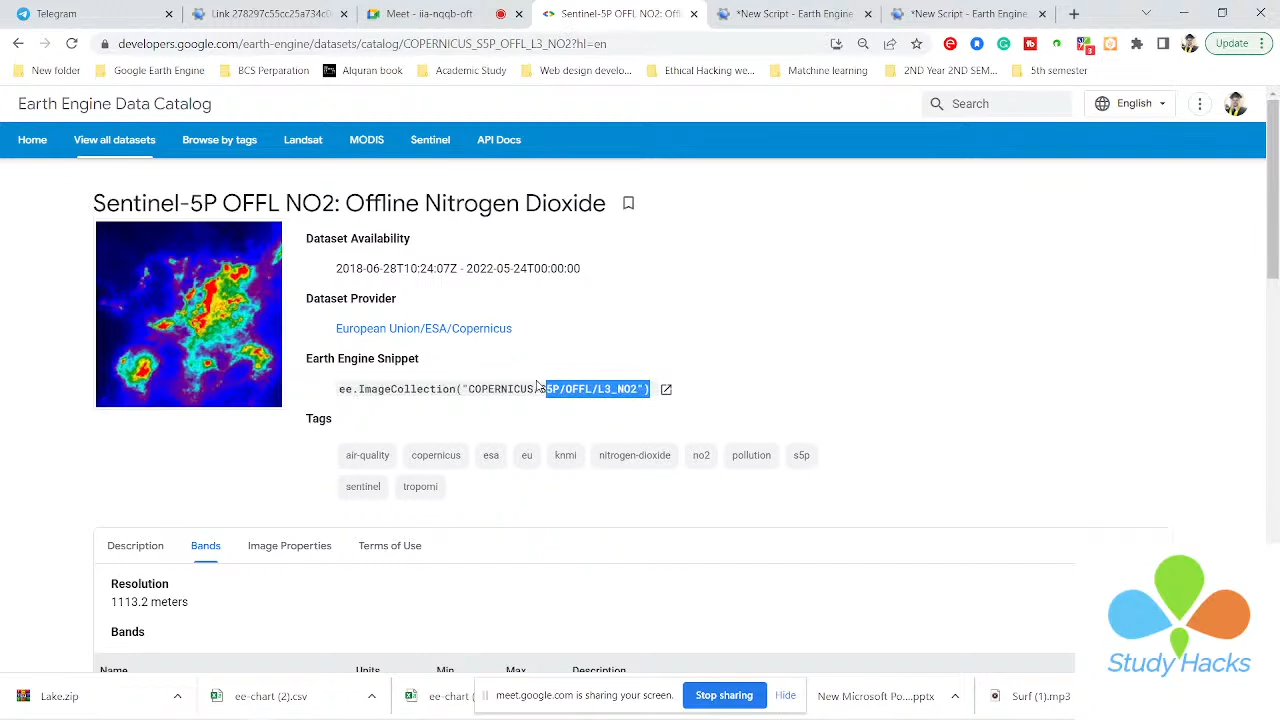 Telegram
Link 278397c202c2734c0
Meet - iia-n
Sentinel-5P OFFL NO2: Offl
*New Script - Earth Engine
*New Script - Earth Engine
developers.google.com/earth-engine/datasets/catalog/COPERNICUS_S5P_OFFL_L3_NO2?hl=en
Update
New folder
Google Earth Engine
BCS Perpation
Alquran book
Academic Study
Web design develo...
Ethical Hacking we...
Matchine learning
2ND Year 2ND SEM...
5th semester
Earth Engine Data Catalog
Search
English
Home
View all datasets
Browse by tags
Landsat
MODIS
Sentinel
API Docs
Sentinel-5P OFFL NO2: Offline Nitrogen Dioxide
Dataset Availability
2018-06-28T10:24:07Z - 2022-05-24T00:00:00
Dataset Provider
European Union/ESA/Copernicus
Earth Engine Snippet
ee.ImageCollection("COPERNICUS/S5P/OFFL/L3_NO2")
Tags
air-quality
copernicus
esa
eu
knmi
nitrogen-dioxide
no2
pollution
s5p
sentinel
tropomi
Description
Bands
Image Properties
Terms of Use
Resolution
1113.2 meters
Bands
Name
Units
Max
Description
Study Hacks
Lake.zip
ee-chart (2).csv
ee-chart (
meet.google.com is sharing your screen.
Stop sharing
Hide
New Microsoft Po....pptx
Surf (1).mp3